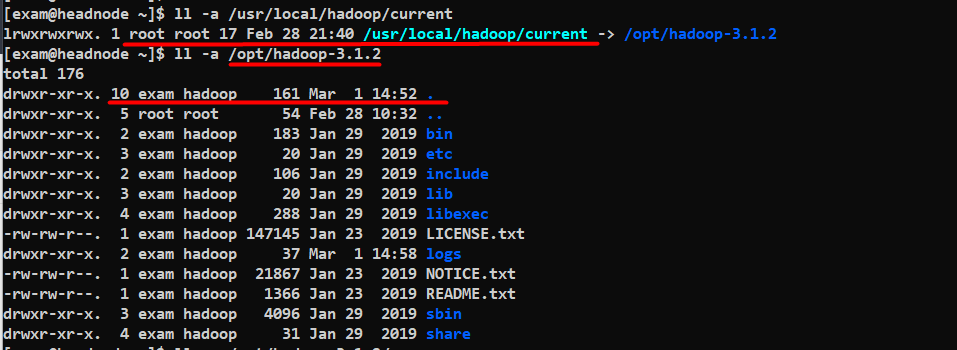 [exam@headnode ~]$ ll -a /usr/local/hadoop/current
lrwxrwxrwx. 1 root root 17 Feb 28 21:40 /usr/local/hadoop/current -> /opt/hadoop-3.1.2
[exam@headnode ~]$ ll -a /opt/hadoop-3.1.2
total 176
drwxr-xr-x. 10 exam hadoop    161 Mar  1 14:52 .
drwxr-xr-x.  5 root root       54 Feb 28 10:32 ..
drwxr-xr-x.  2 exam hadoop    183 Jan 29  2019 bin
drwxr-xr-x.  3 exam hadoop     20 Jan 29  2019 etc
drwxr-xr-x.  2 exam hadoop    106 Jan 29  2019 include
drwxr-xr-x.  3 exam hadoop     20 Jan 29  2019 lib
drwxr-xr-x.  4 exam hadoop    288 Jan 29  2019 libexec
-rw-rw-r--.  1 exam hadoop 147145 Jan 23  2019 LICENSE.txt
drwxr-xr-x.  2 exam hadoop     37 Mar  1 14:58 logs
-rw-rw-r--.  1 exam hadoop  21867 Jan 23  2019 NOTICE.txt
-rw-rw-r--.  1 exam hadoop   1366 Jan 23  2019 README.txt
drwxr-xr-x.  3 exam hadoop   4096 Jan 29  2019 sbin
drwxr-xr-x.  4 exam hadoop     31 Jan 29  2019 share